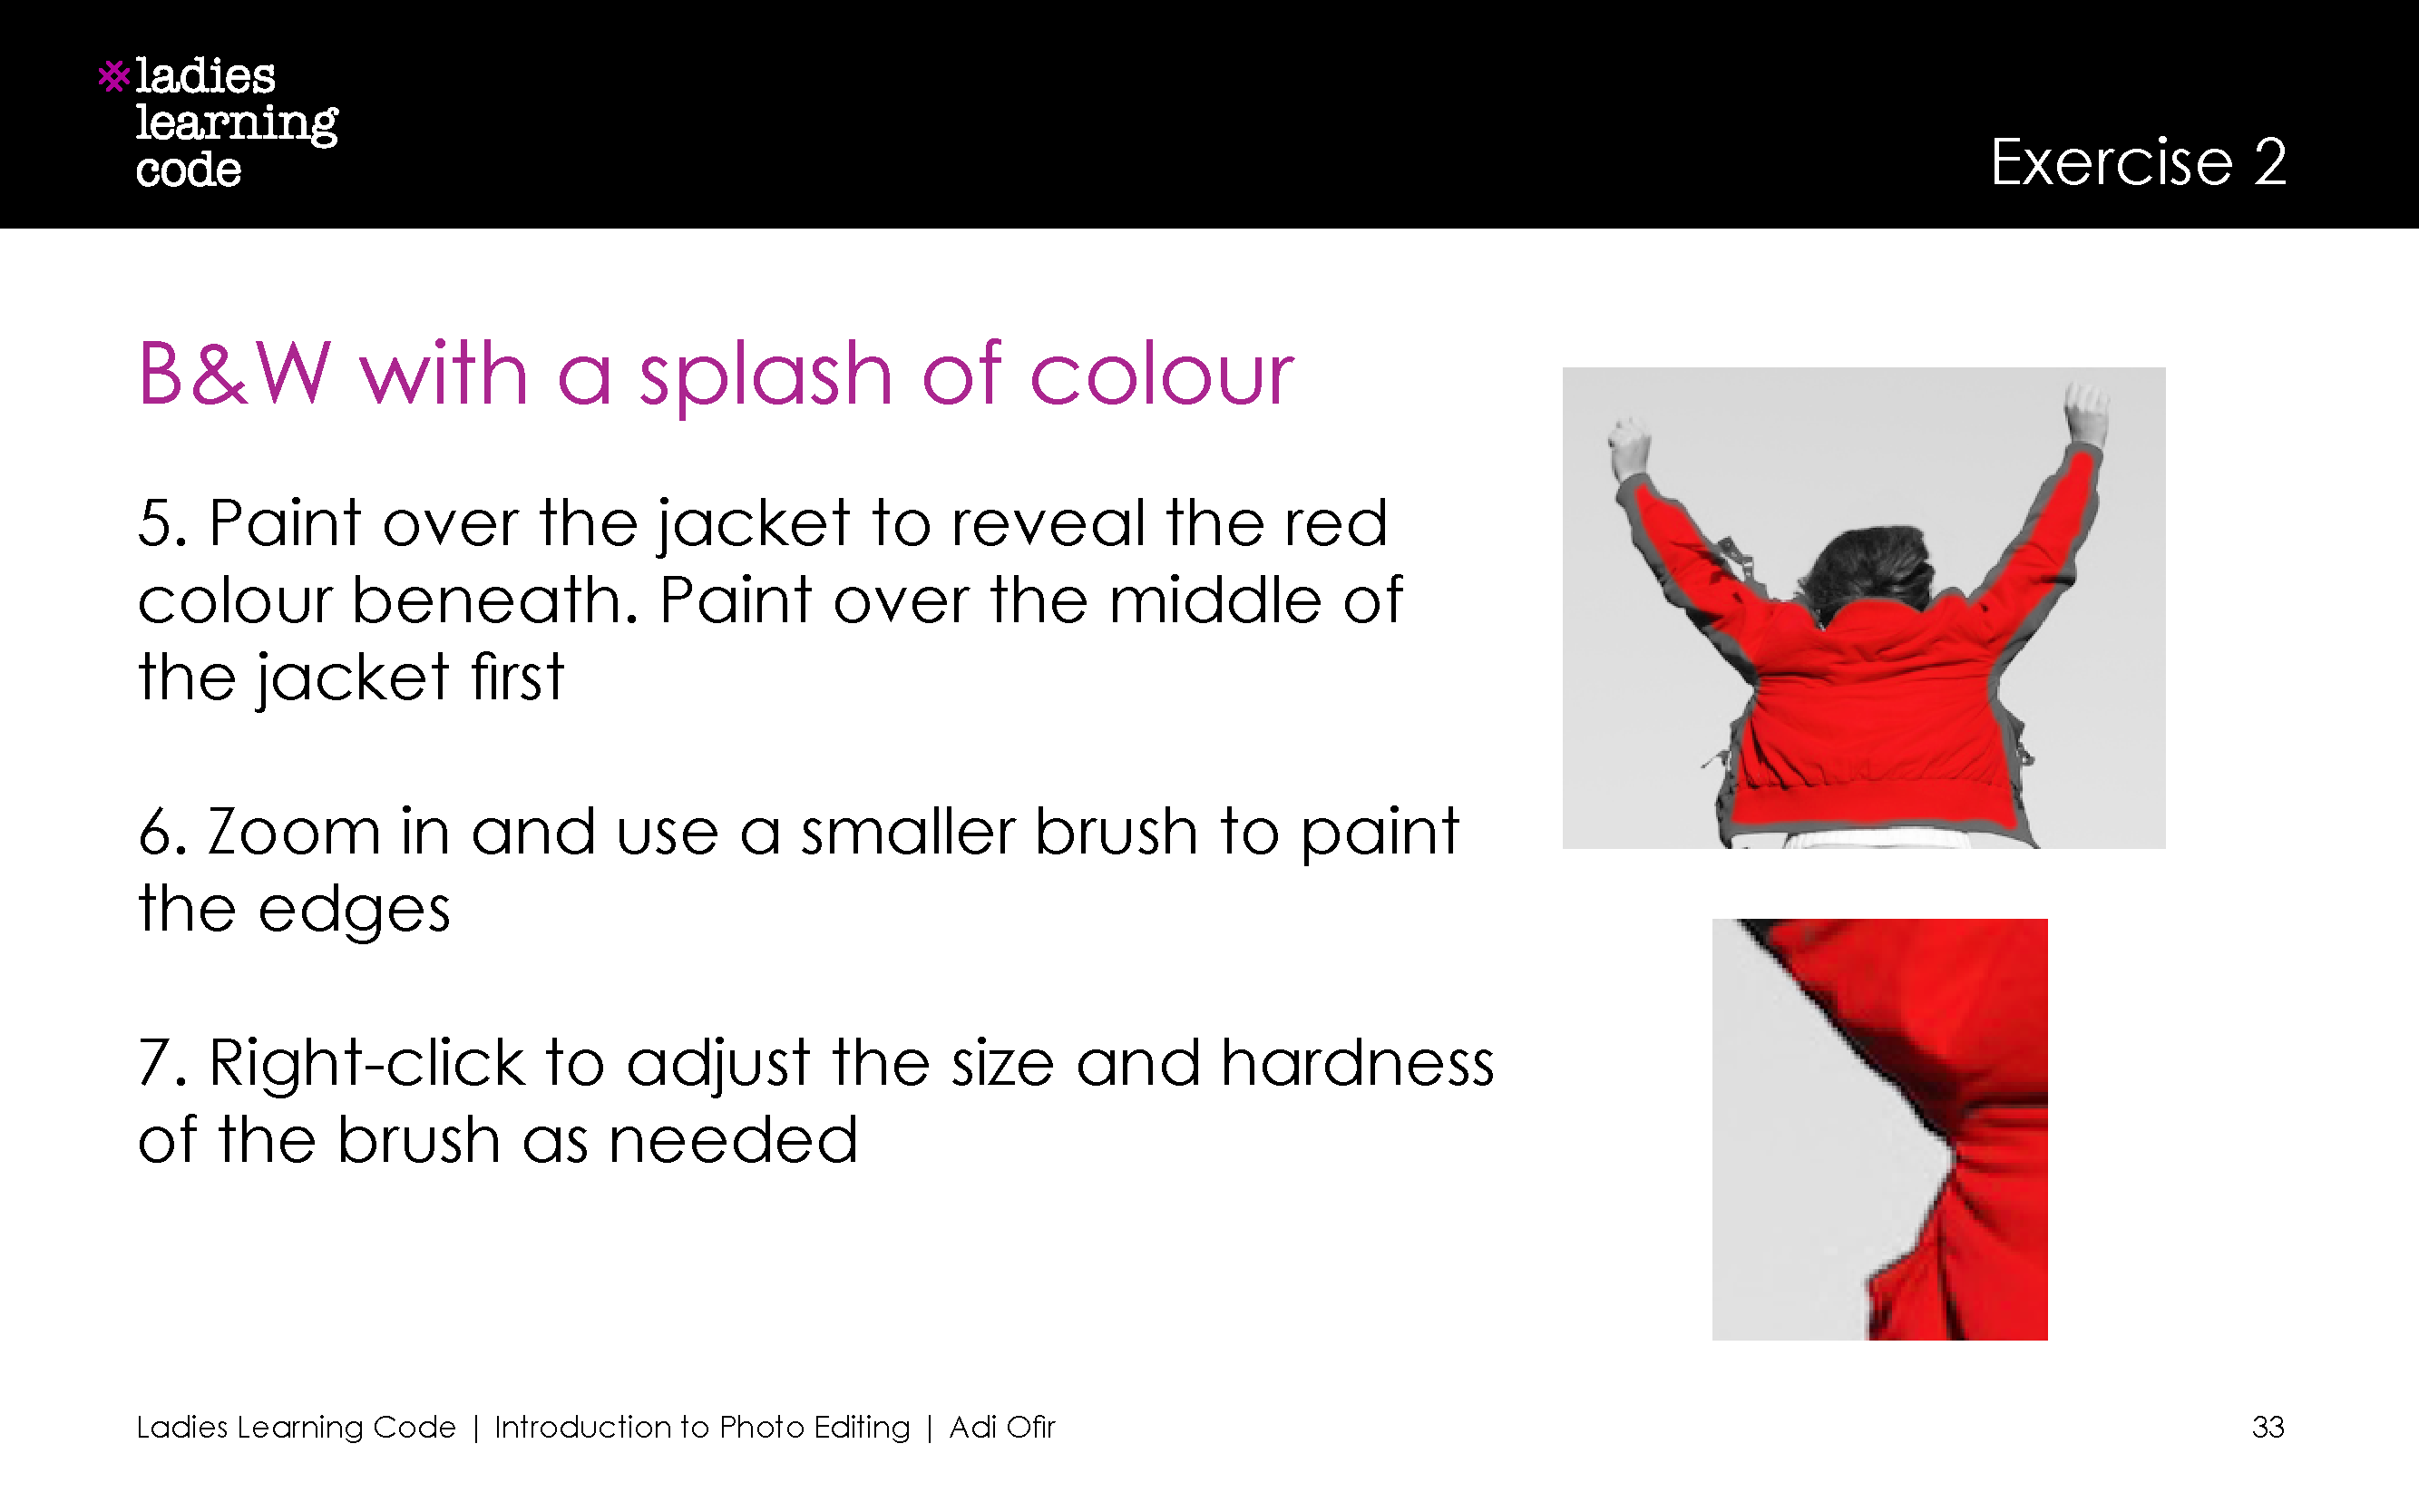 ladies
learning
code
Exercise 2
B&W with a splash of colour
5. Paint over the jacket to reveal the red
colour beneath. Paint over the middle of
the jacket first
6. Zoom in and use a smaller brush to paint
the edges
7. Right-click to adjust the size and hardness
of the brush as needed
Ladies Learning Code | Introduction to Photo Editing | Adi Ofir
33